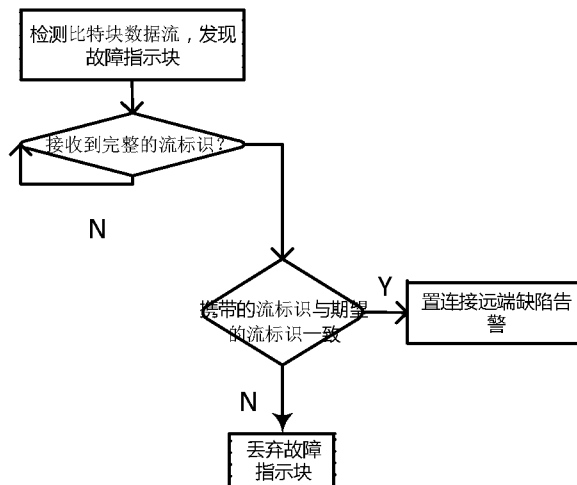 检测比特块数据流，发现
故障指示块
接收到完整的流标识？
N
携带的流标识与期望
的流标识一致
Y
置连接远端缺陷告
警
N
丢弃故障
指示块